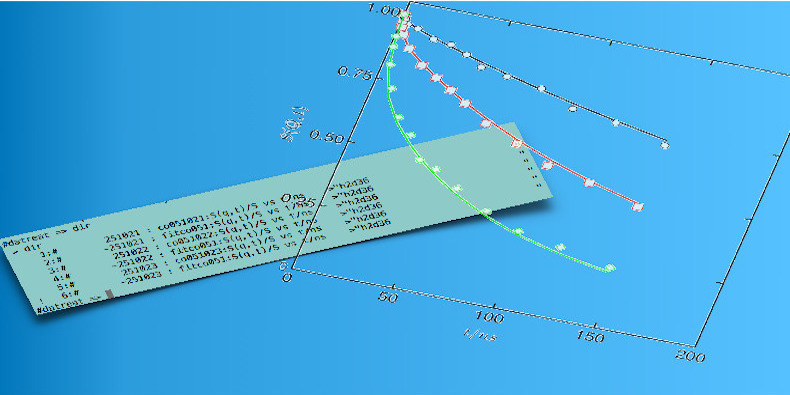 1.00
0.75
S(Q,t)
0.50
0.25
0
0
50
100
150
200
t/ns
#datreat => dir
- dir
1:# 251021 : co051021:S(q,t)/S vs t/ns >"h2d36 "
2:# -251021 : fitco051:S(q,t)/S vs t/ns >"h2d36 "
3:# 251022 : co051022:S(q,t)/S vs t/ns >"h2d36 "
4:# -251022 : fitco051:S(q,t)/S vs t/ns >"h2d36 "
5:# 251023 : co051023:S(q,t)/S vs t/ns >"h2d36
6:# -251023 : fitco051:S(q,t)/S vs t/ns >"h2d36
#datreat =>